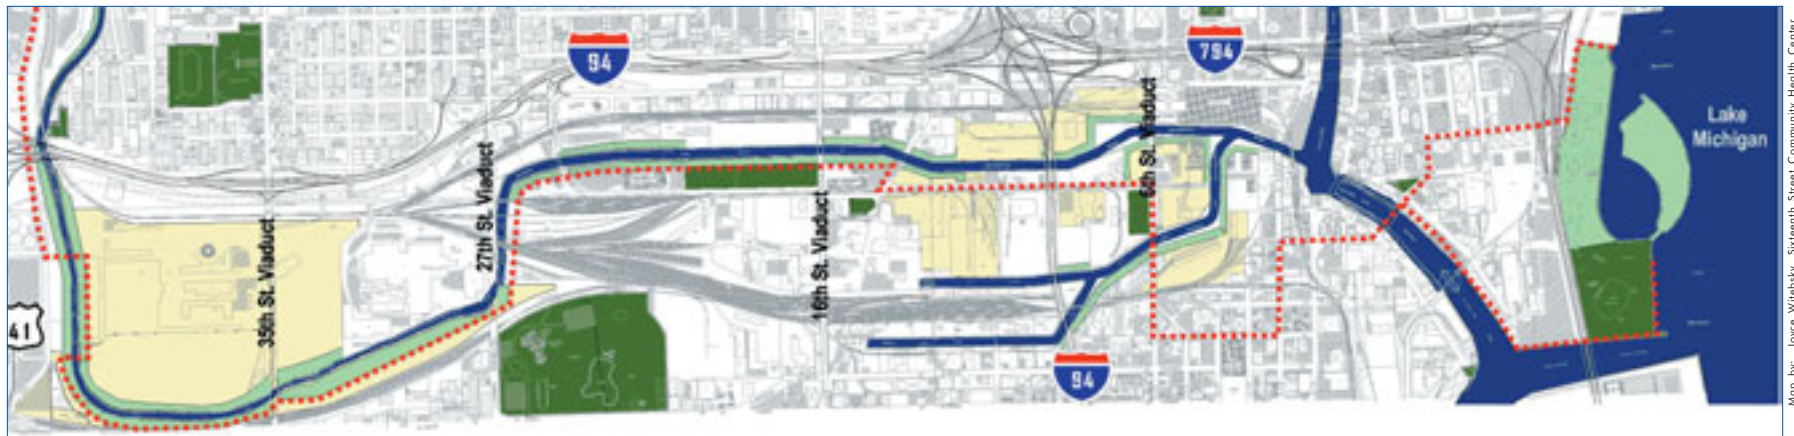 94
794
Lake
Michigan
6th St. Viaduct
27th St. Viaduct
16th St. Viaduct
35th St. Viaduct
41
94
Map by: Joyce Witebsky, Sixteenth Street Community Health Center